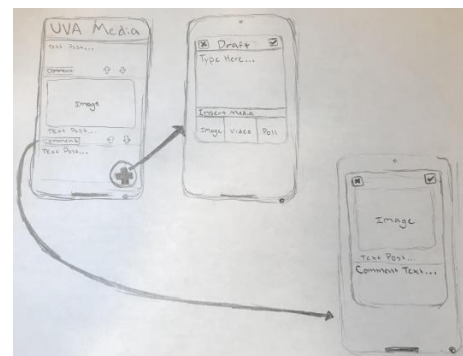 UVA Media
Text Post...
Comment
Image
Text Post...
Comment
Text Post...
Draft
Type Here...
Insert Media
Image Video Poll
Image
Text Post...
Comment Text...